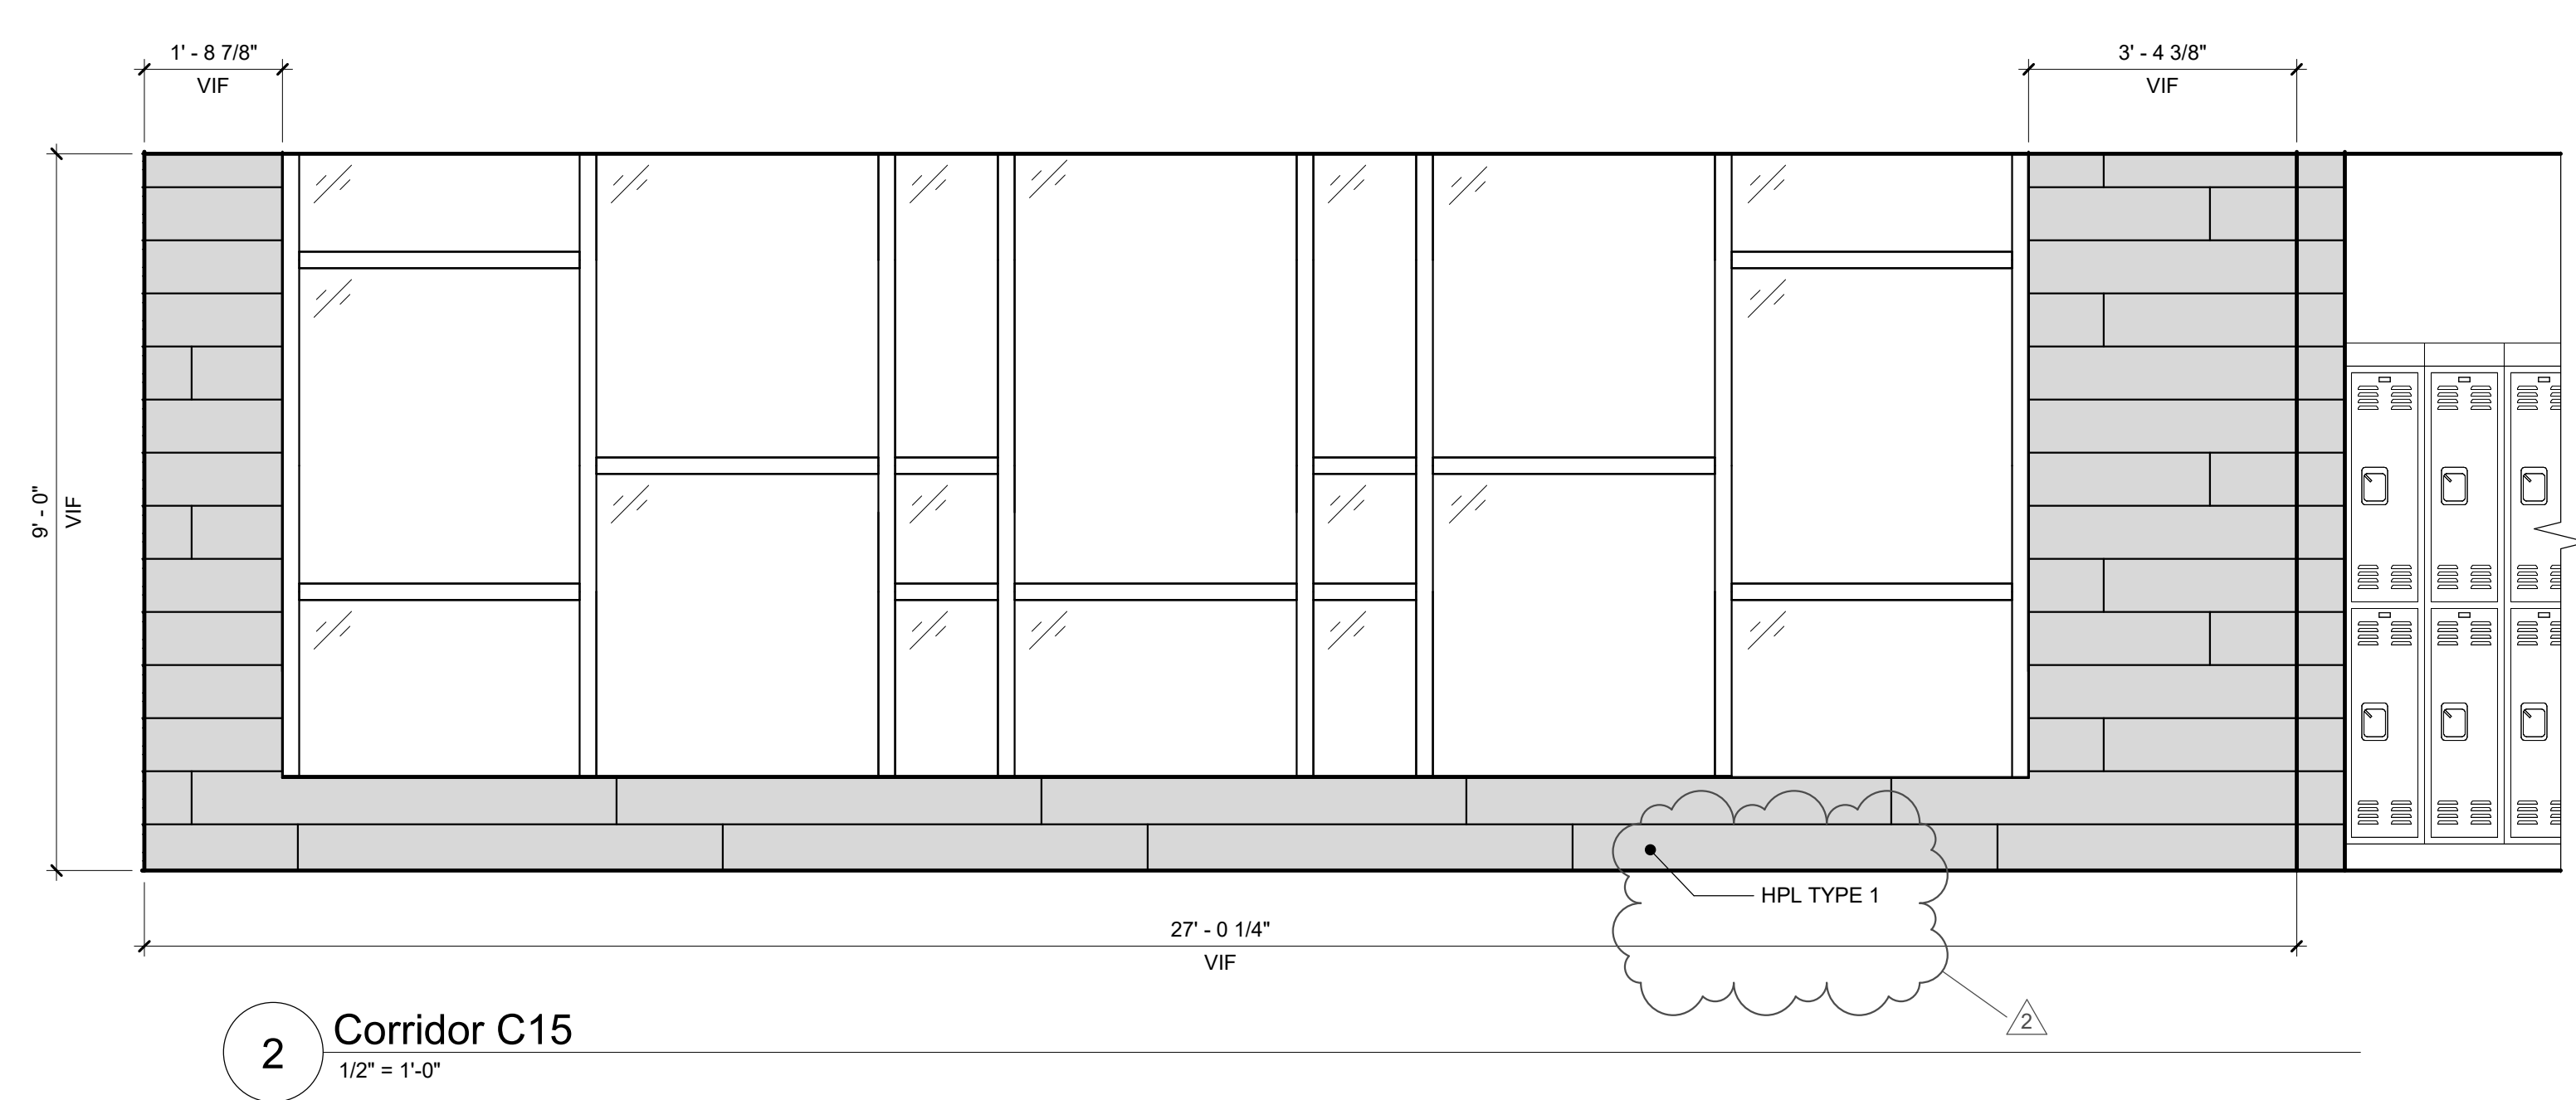 1' - 8 7/8"
VIF
3' - 4 3/8"
VIF
9' - 0"
VIF
HPL TYPE 1
27' - 0 1/4"
VIF
2
2
Corridor C15
1/2" = 1'-0"